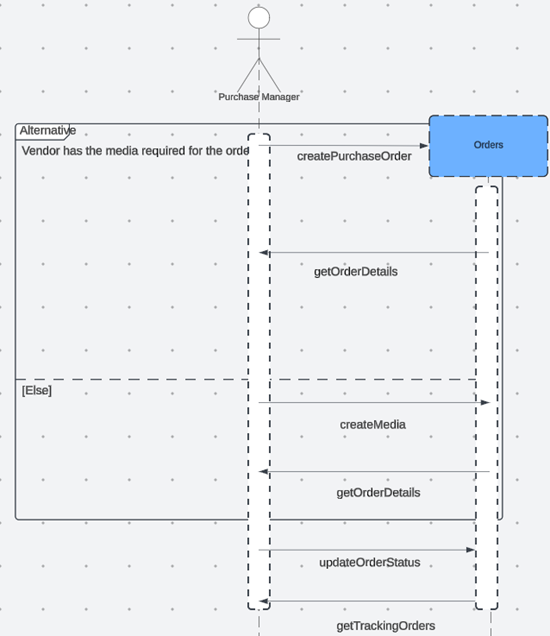 Purchase Manager
Alternative
Vendor has the media required for the orde
createPurchaseOrder
Orders
getOrderDetails
[Else]
createMedia
getOrderDetails
updateOrderStatus
getTrackingOrders